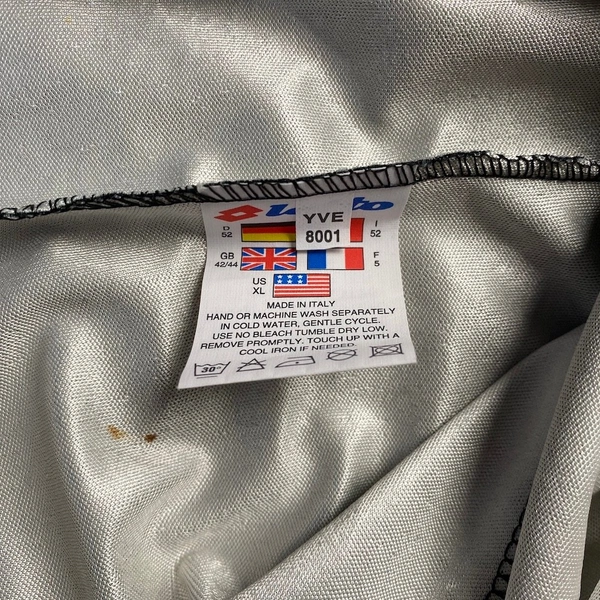 YVE
8001
D
52
I
52
GB
42/44
F
5
US
XL
MADE IN ITALY
HAND OR MACHINE WASH SEPARATELY
IN COLD WATER, GENTLE CYCLE.
USE NO BLEACH TUMBLE DRY LOW.
REMOVE PROMPTLY. TOUCH UP WITH A
COOL IRON IF NEEDED.
30°